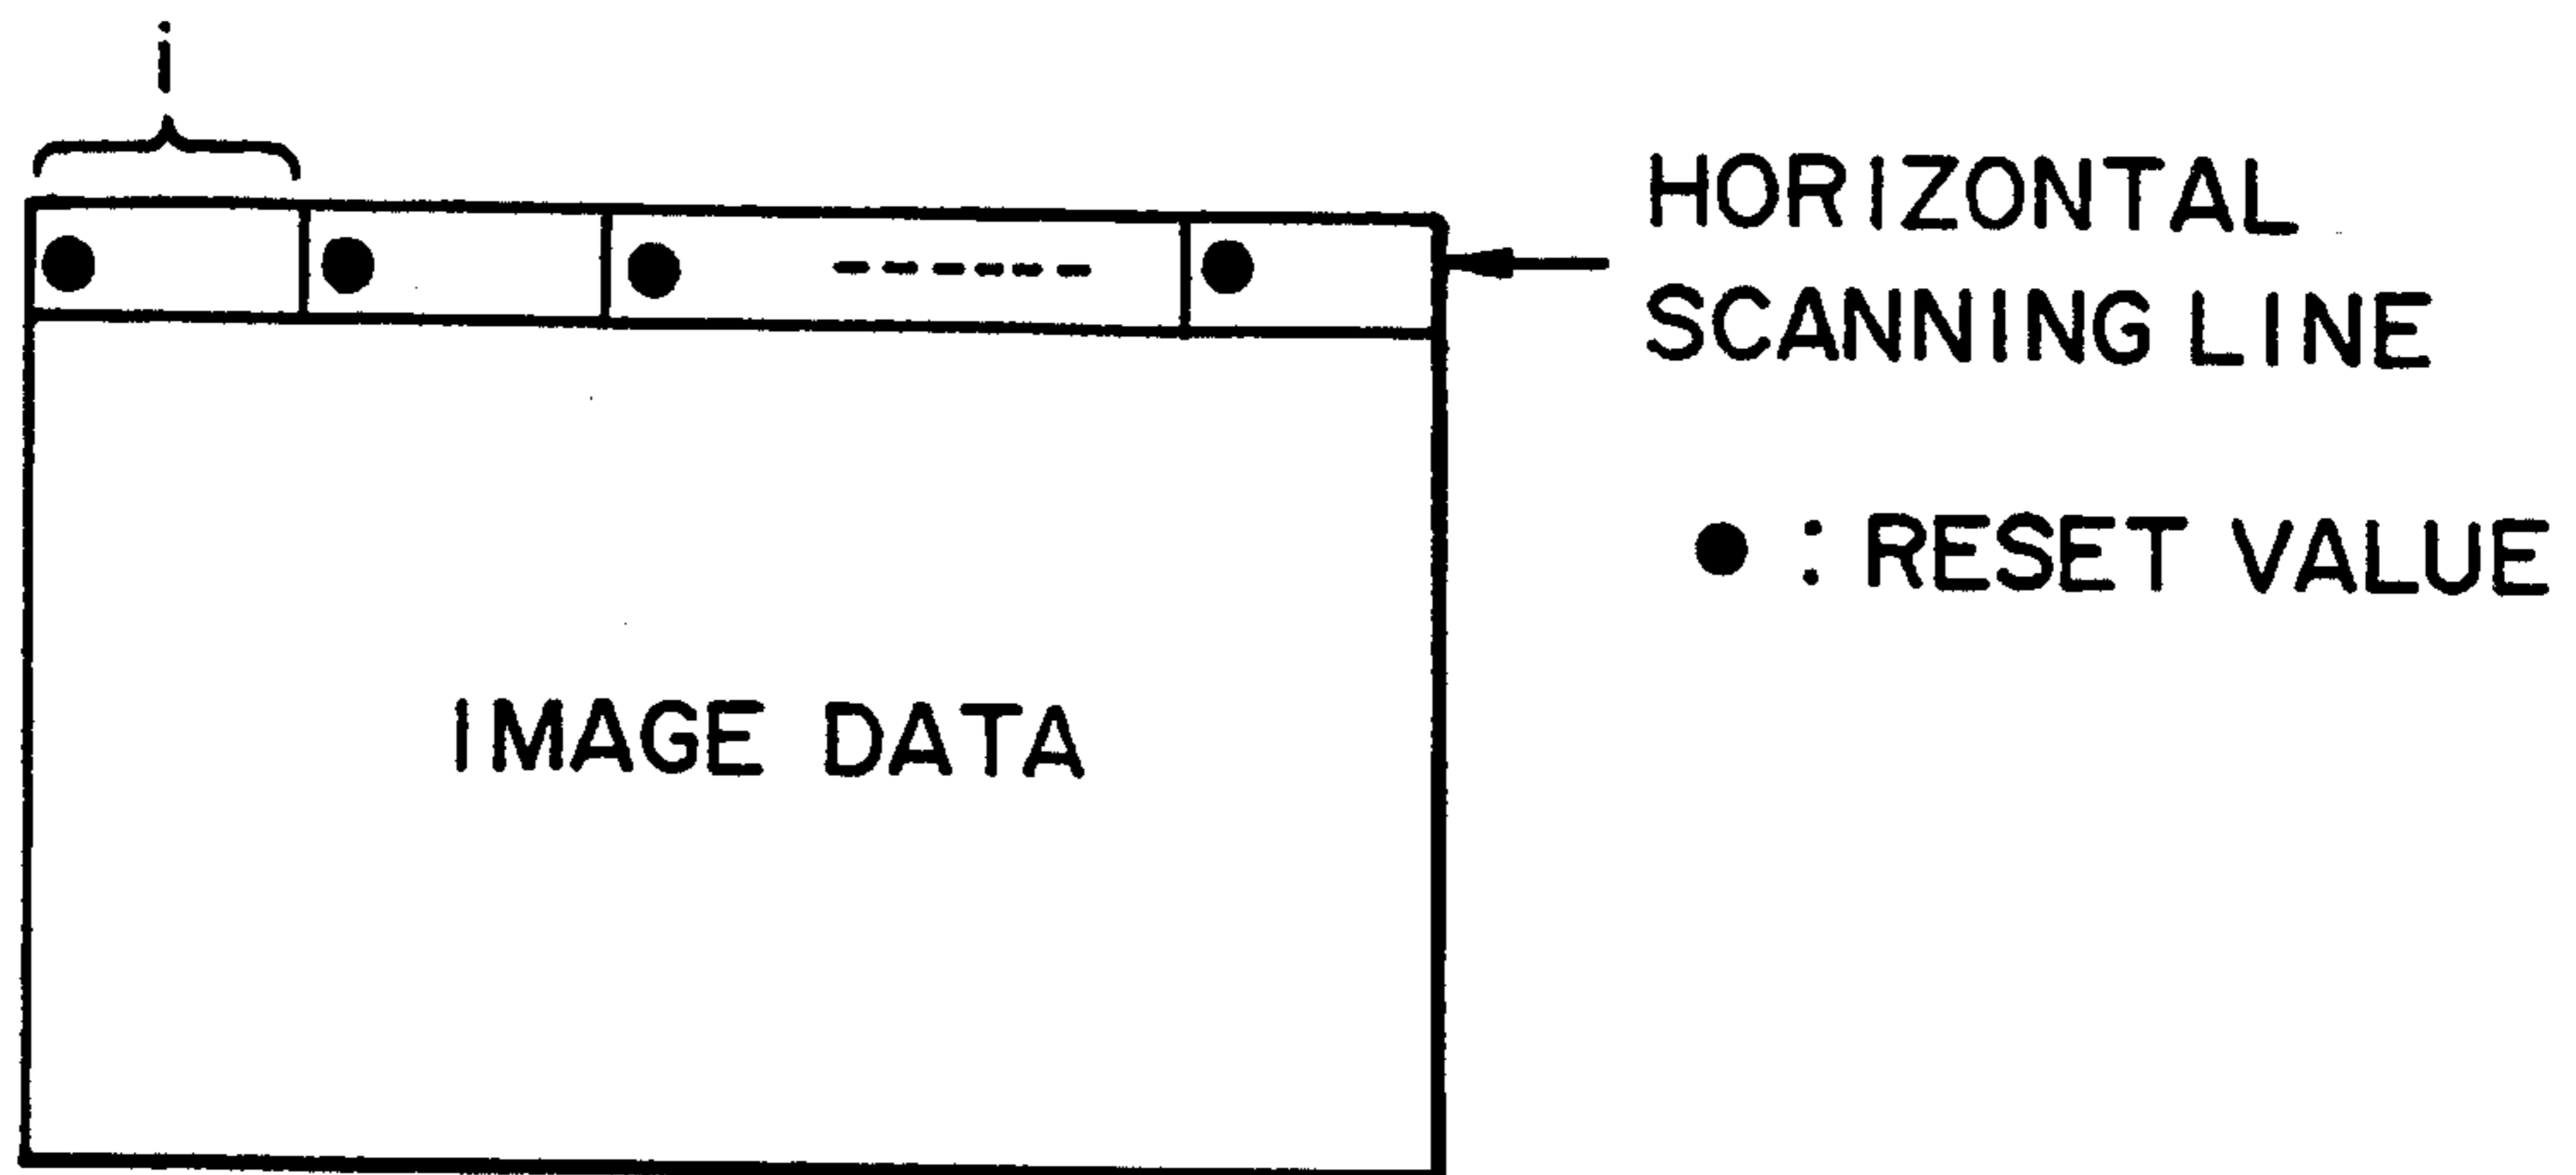 i
HORIZONTAL
SCANNING LINE
● : RESET VALUE
IMAGE DATA